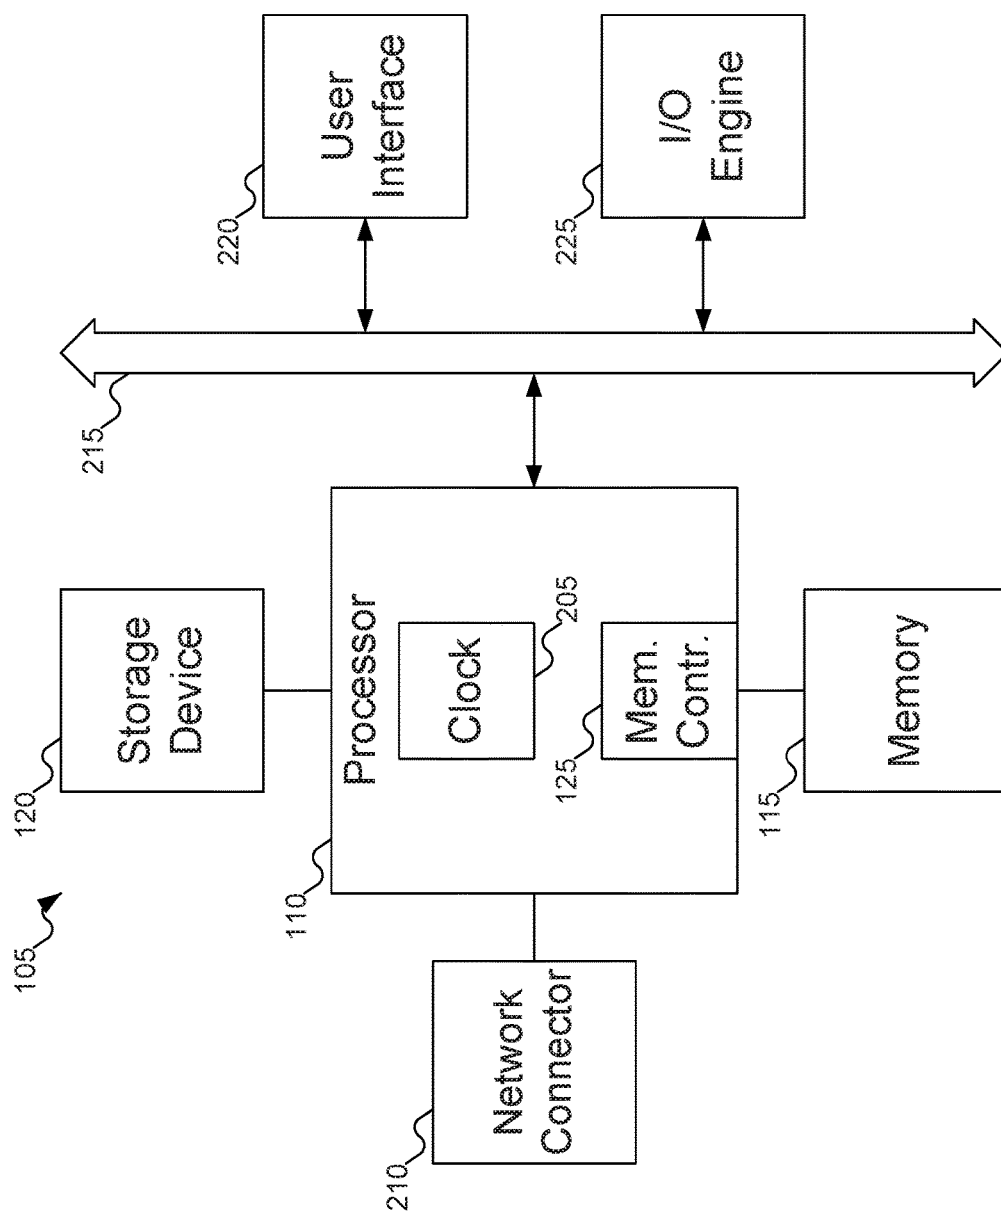 105
120
Storage
Device
210
Network
Connector
110
Processor
Clock
205
125
Mem.
Contr.
115
Memory
215
220
User
Interface
225
I/O
Engine